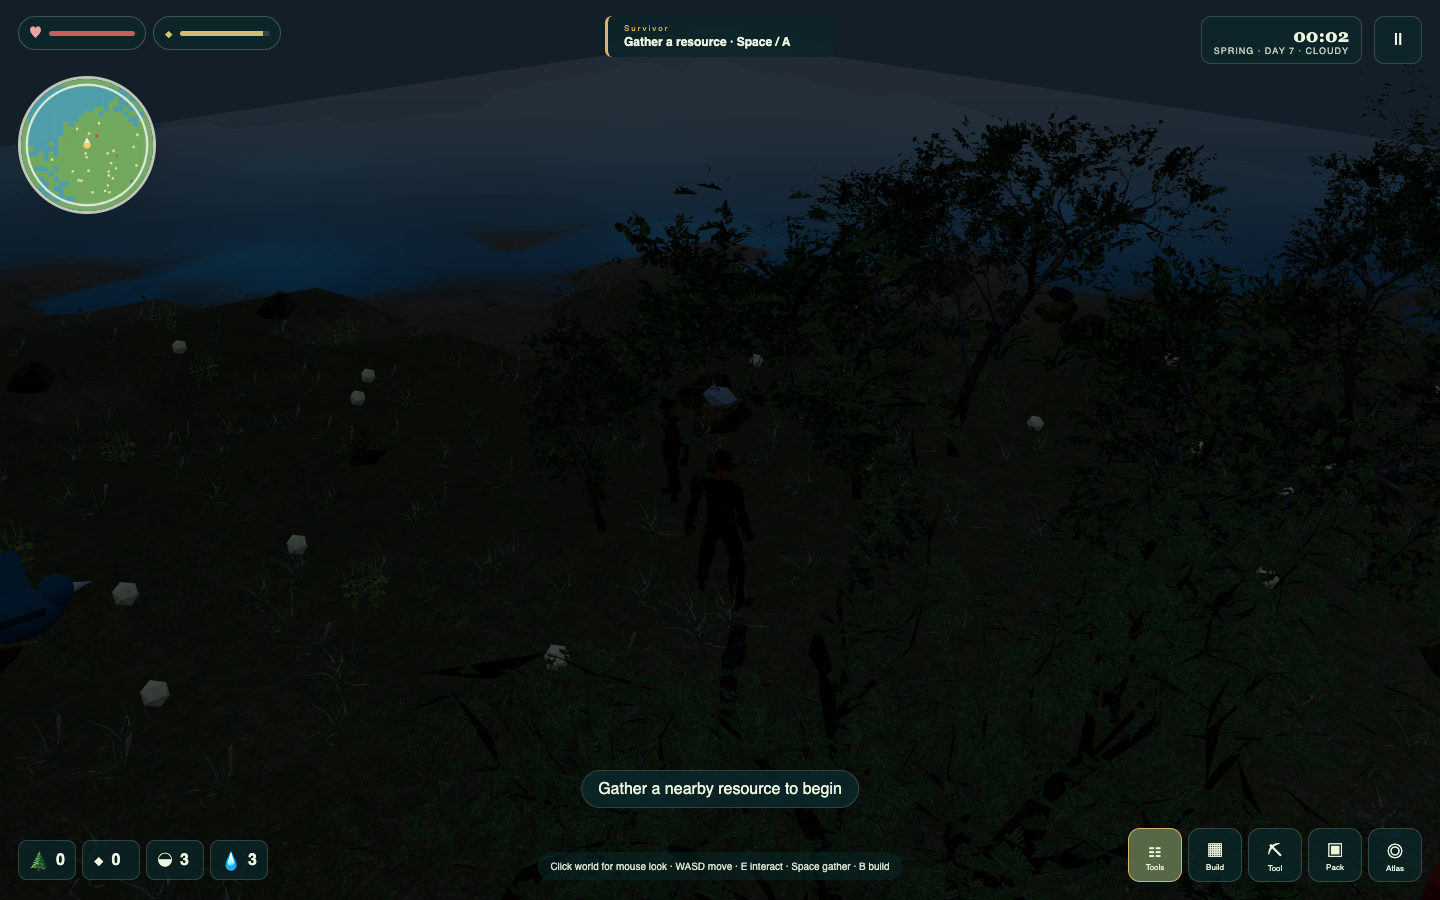 Survivor
Gather a resource · Space / A
00:02
SPRING · DAY 7 · CLOUDY
Gather a nearby resource to begin
0
0
3
3
Click world for mouse look · WASD move · E interact · Space gather · B build
Tools
Build
Tool
Pack
Atlas